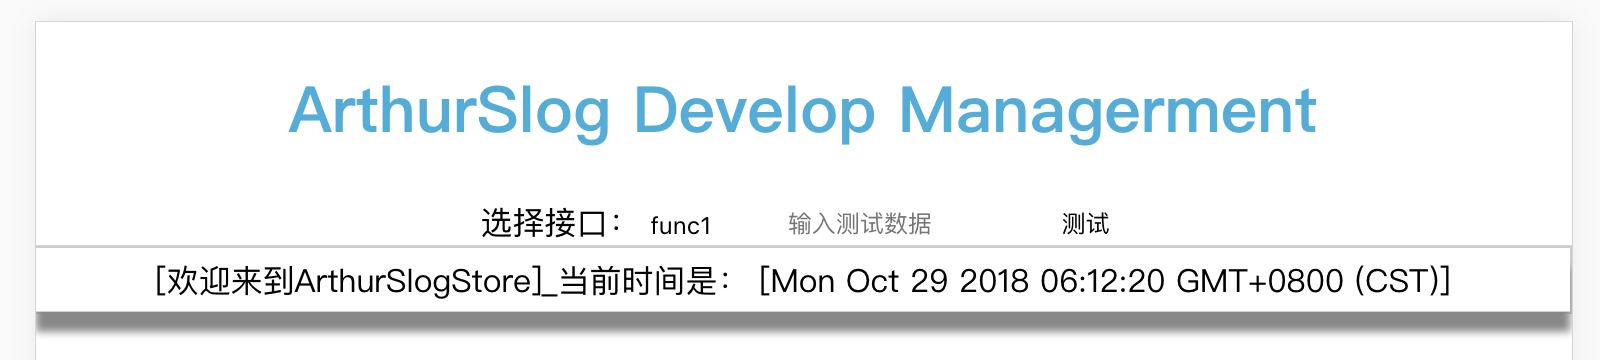 ArthurSlog Develop Managerment
选择接口： func1 输入测试数据 测试
[欢迎来到ArthurSlogStore]_当前时间是： [Mon Oct 29 2018 06:12:20 GMT+0800 (CST)]